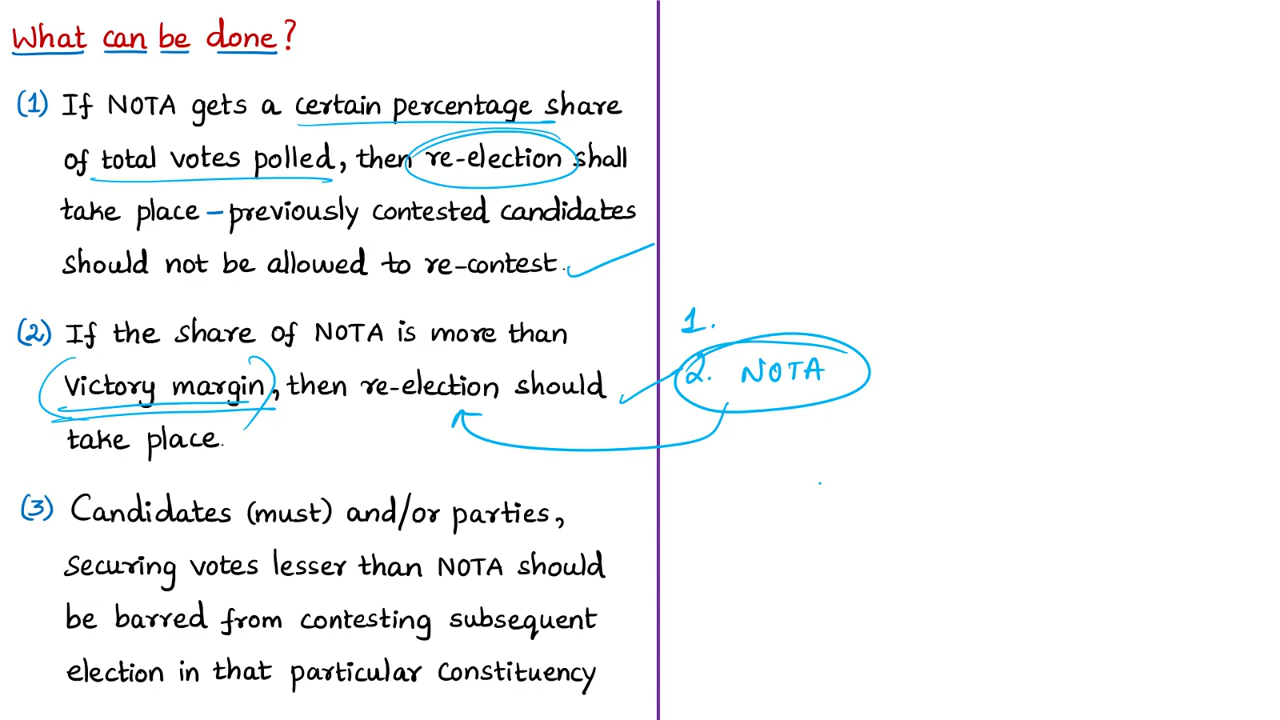 What can be done?
(1) If NOTA gets a certain percentage share
of total votes polled, then re-election shall
take place - previously contested candidates
should not be allowed to re-contest.
(2) If the share of NOTA is more than
victory margin, then re-election should
take place.
(3) Candidates (must) and/or parties,
securing votes lesser than NOTA should
be barred from contesting subsequent
election in that particular constituency
1.
2. NOTA